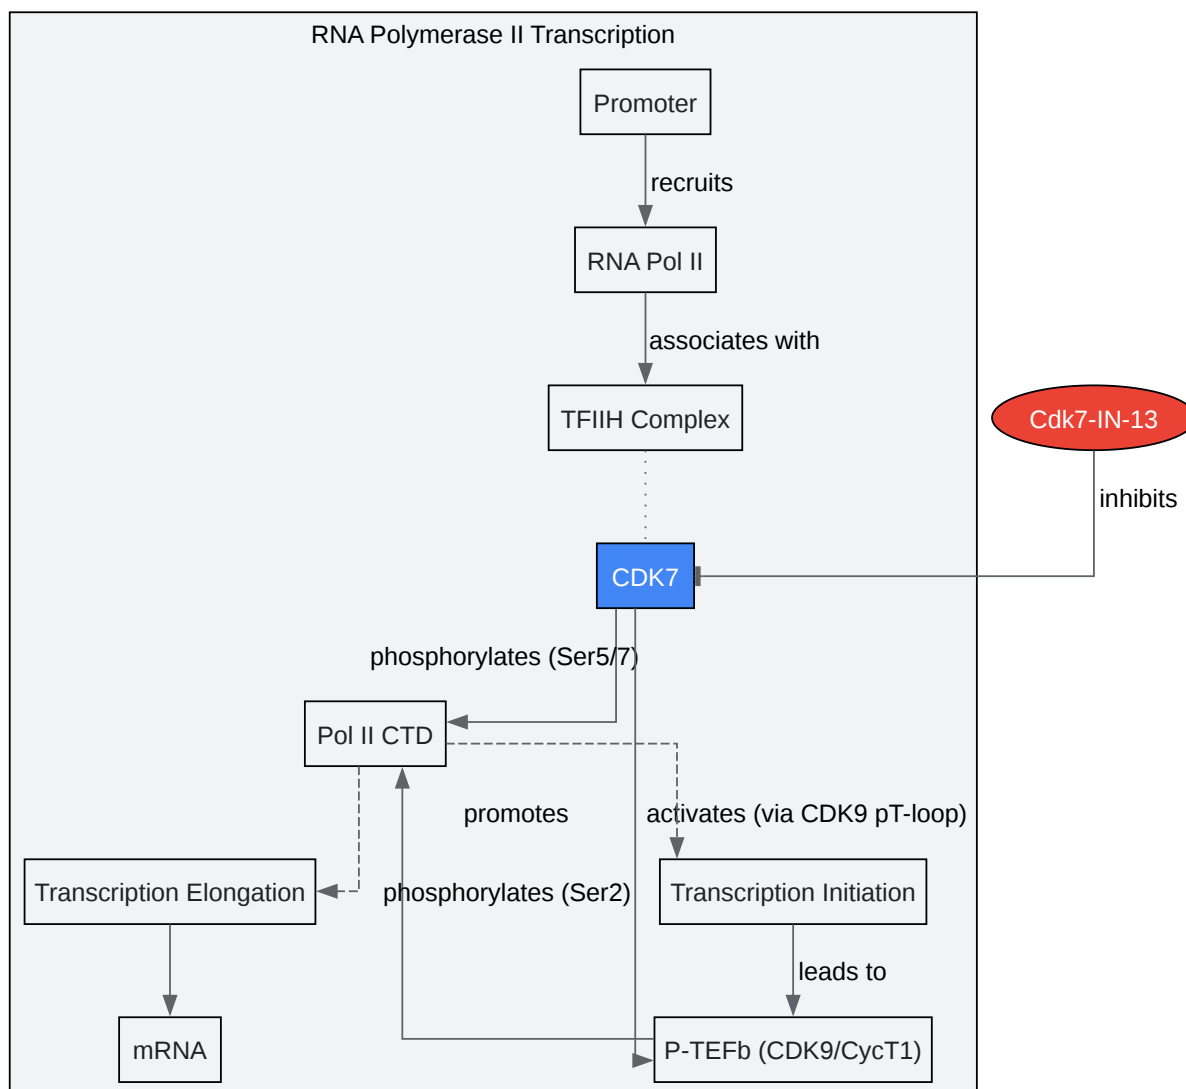 RNA Polymerase II Transcription
Promoter
recruits
RNA Pol II
associates with
TFIIH Complex
Cdk7-IN-13
inhibits
CDK7
phosphorylates (Ser5/7)
Pol II CTD
promotes
activates (via CDK9 pT-loop)
Transcription Elongation
phosphorylates (Ser2)
Transcription Initiation
leads to
mRNA
P-TEFb (CDK9/CycT1)